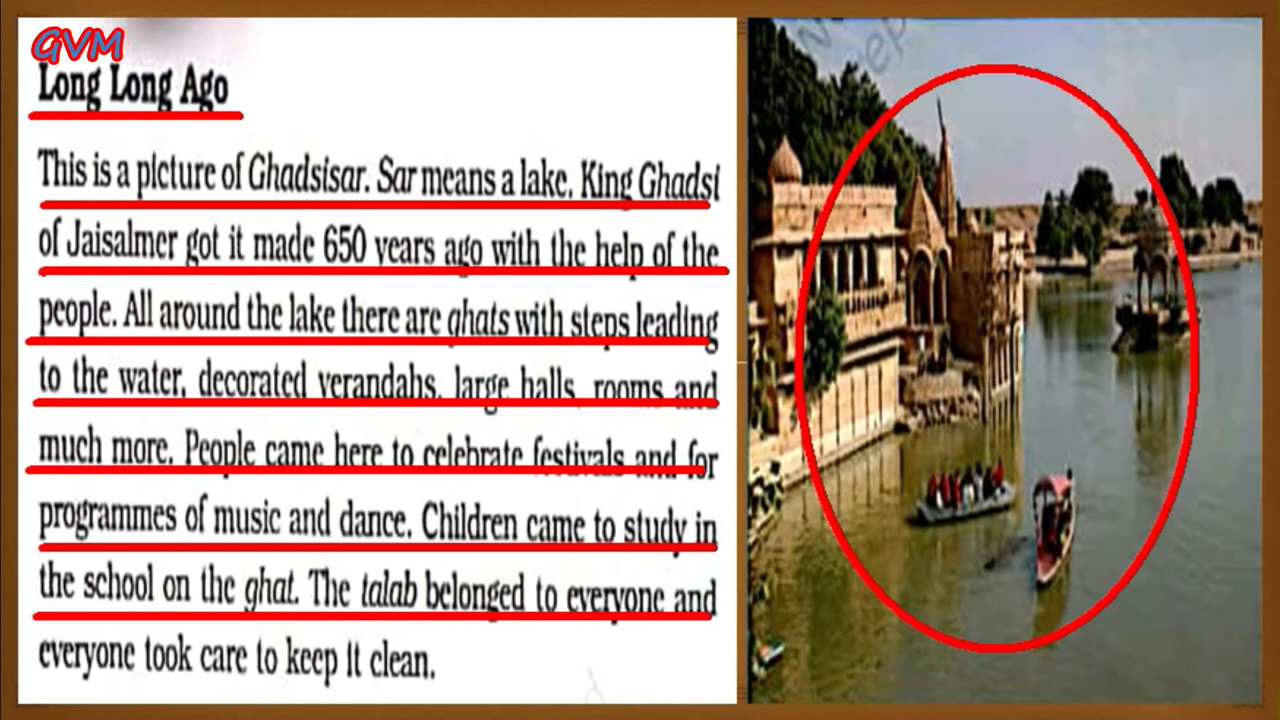 GVM
Long Long Ago
This is a picture of Ghadsisar. Sar means a lake. King Ghadsi
of Jaisalmer got it made 650 years ago with the help of the
people. All around the lake there are ghats with steps leading
to the water, decorated verandahs, large halls, rooms and
much more. People came here to celebrate festivals and for
programmes of music and dance. Children came to study in
the school on the ghat. The talab belonged to everyone and
everyone took care to keep it clean.